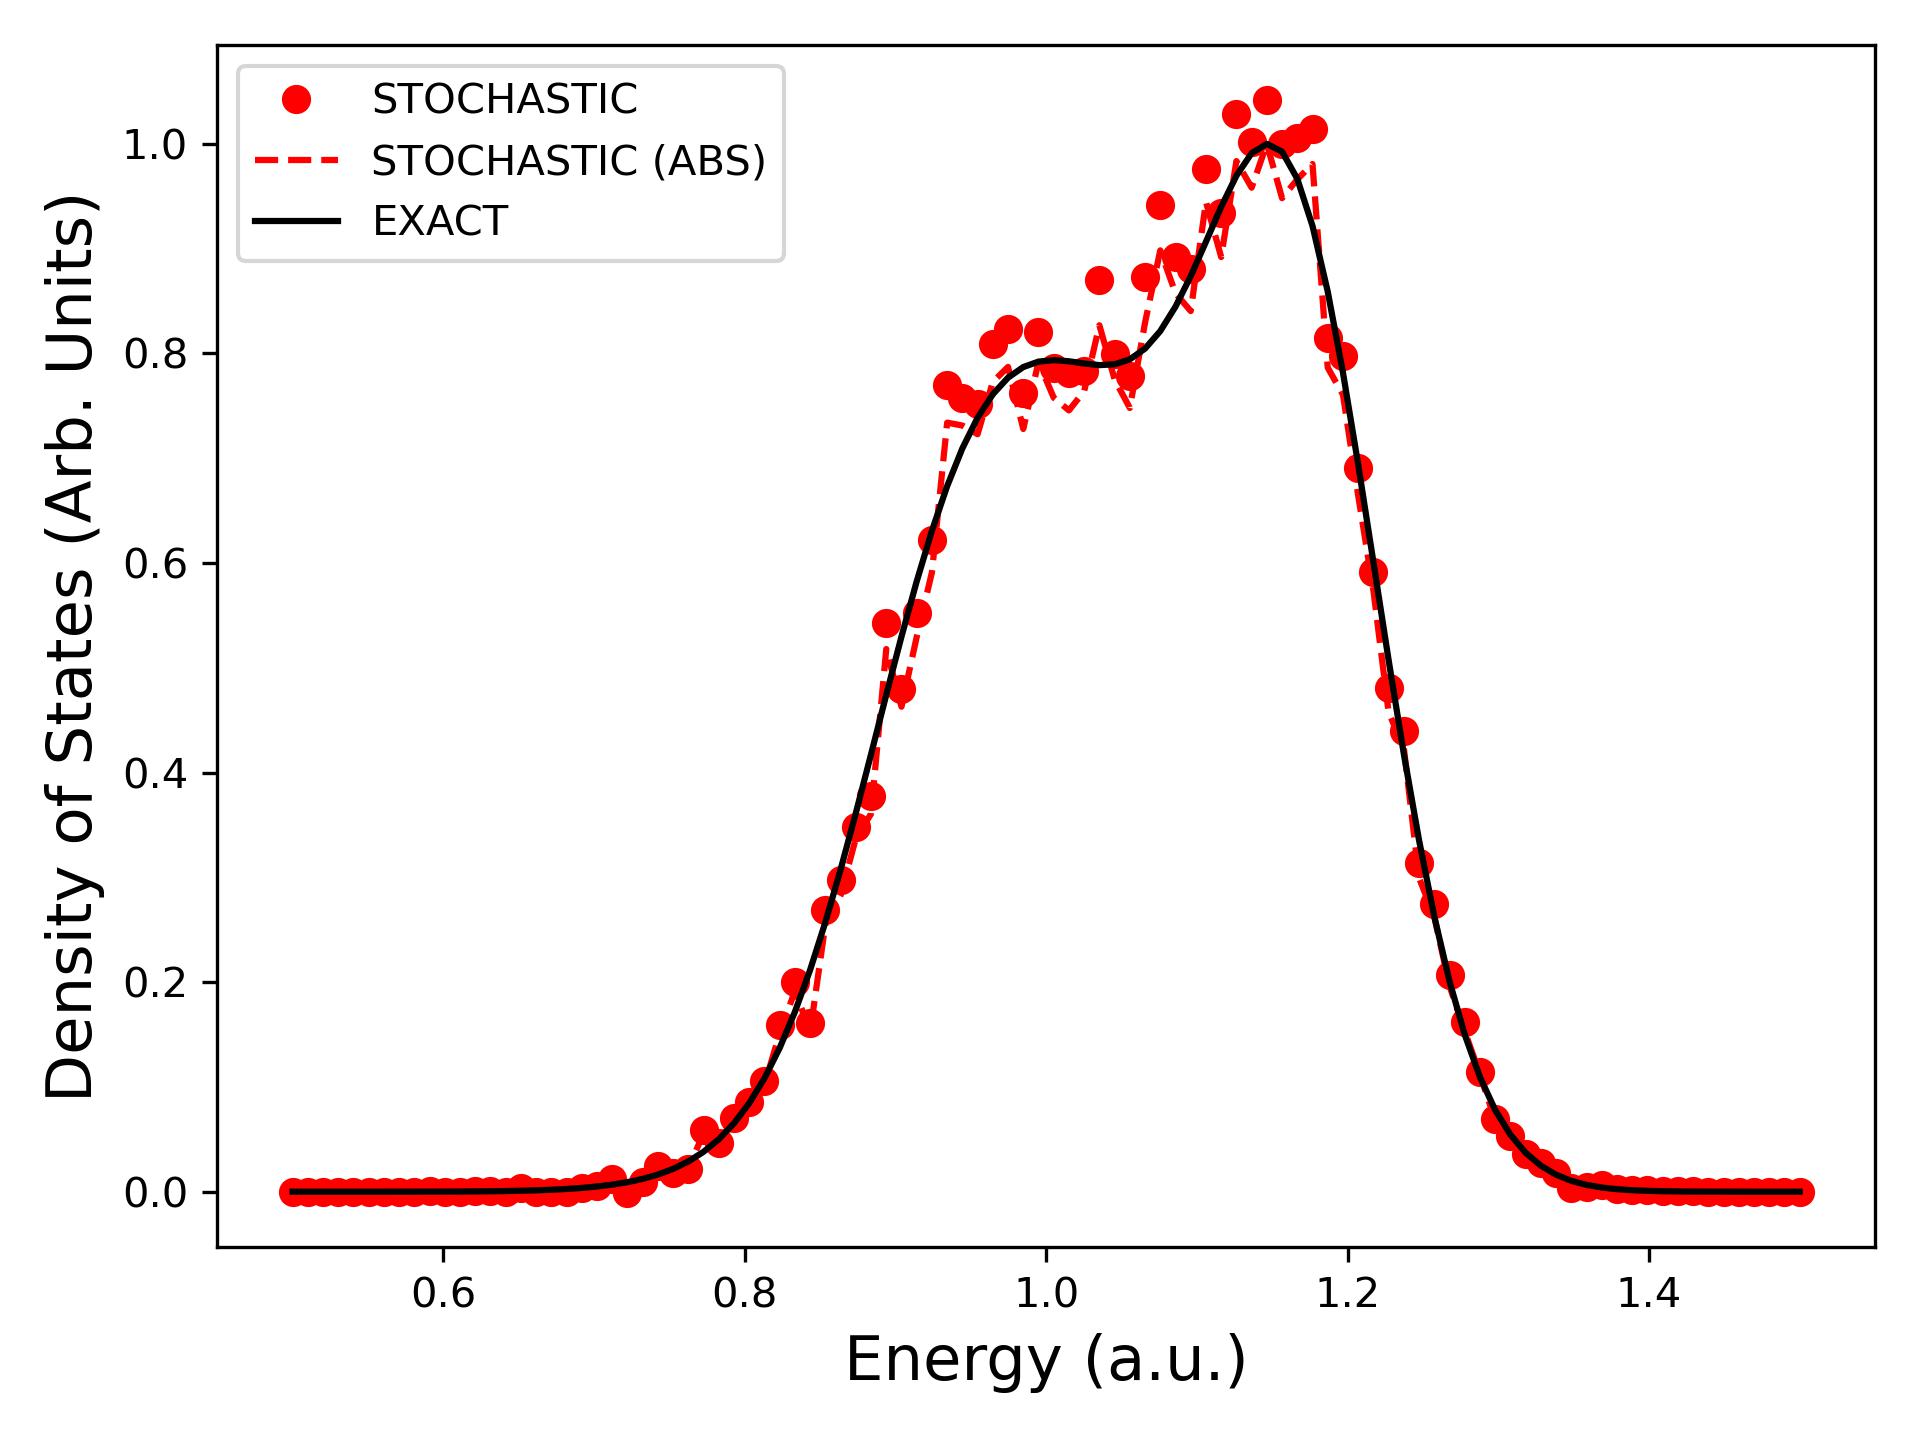 STOCHASTIC
STOCHASTIC (ABS)
EXACT
Density of States (Arb. Units)
1.0
0.8
0.6
0.4
0.2
0.0
0.6 0.8 1.0 1.2 1.4
Energy (a.u.)